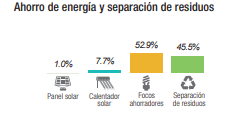 Ahorro de energía y separación de residuos
1.0%
7.7%
52.9%
45.5%
Panel solar
Calentador
solar
Focos
ahorradores
Separación
de residuos